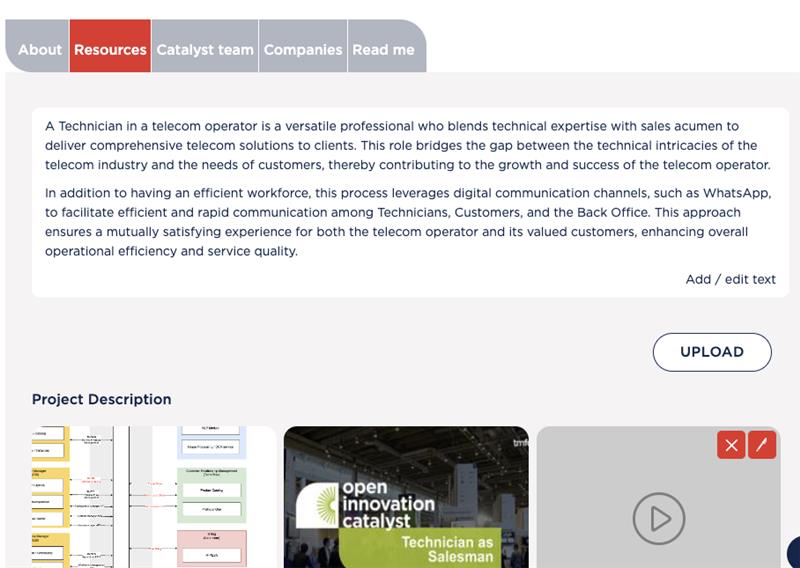 About Resources Catalyst team Companies Read me
A Technician in a telecom operator is a versatile professional who blends technical expertise with sales acumen to
deliver comprehensive telecom solutions to clients. This role bridges the gap between the technical intricacies of the
telecom industry and the needs of customers, thereby contributing to the growth and success of the telecom operator.
In addition to having an efficient workforce, this process leverages digital communication channels, such as WhatsApp,
to facilitate efficient and rapid communication among Technicians, Customers, and the Back Office. This approach
ensures a mutually satisfying experience for both the telecom operator and its valued customers, enhancing overall
operational efficiency and service quality.
Add / edit text
UPLOAD
Project Description
open
innovation
catalyst
Technician as
Salesman